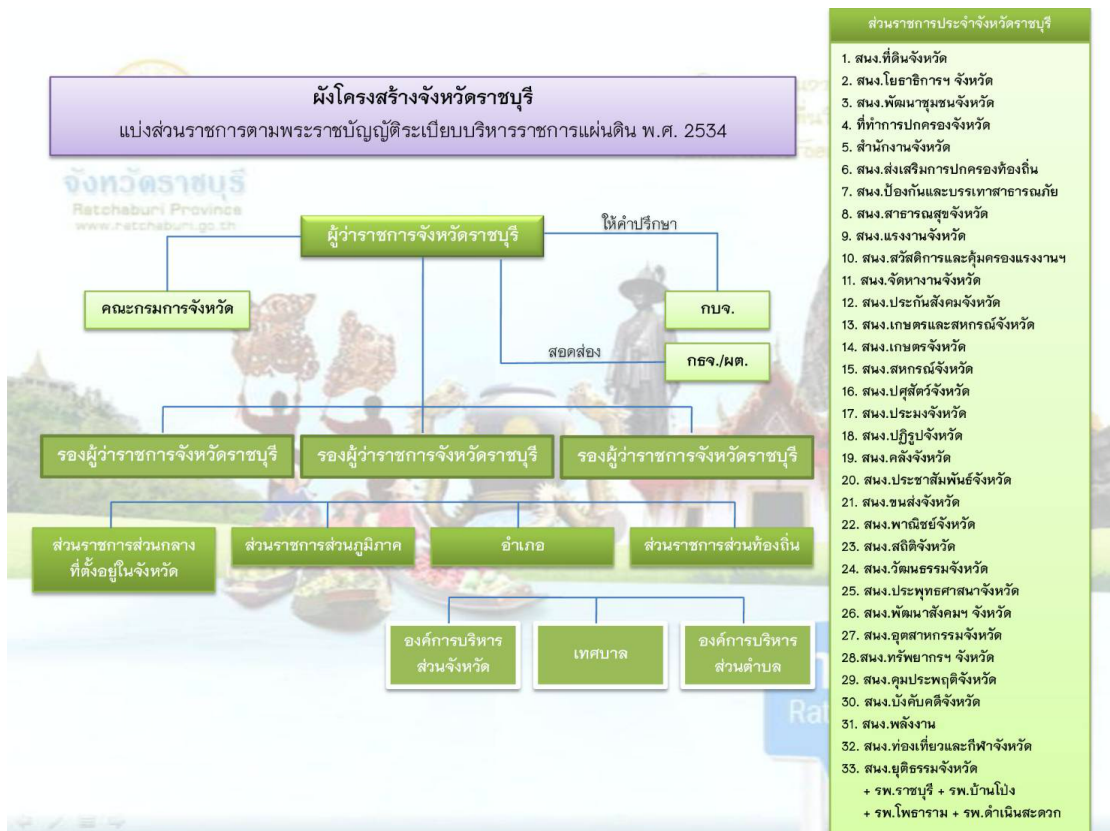 ผังโครงสร้างจังหวัดราชบุรี
แบ่งส่วนราชการตามพระราชบัญญัติระเบียบบริหารราชการแผ่นดิน พ.ศ. 2534
จังหวัดราชบุรี
Ratchaburi Province
www.ratchaburi.go.th
ผู้ว่าราชการจังหวัดราชบุรี
ให้คำปรึกษา
คณะกรมการจังหวัด
กบจ.
สอดส่อง
กธจ./ผต.
รองผู้ว่าราชการจังหวัดราชบุรี
รองผู้ว่าราชการจังหวัดราชบุรี
รองผู้ว่าราชการจังหวัดราชบุรี
ส่วนราชการส่วนกลาง
ที่ตั้งอยู่ในจังหวัด
ส่วนราชการส่วนภูมิภาค
อำเภอ
ส่วนราชการส่วนท้องถิ่น
องค์การบริหาร
ส่วนจังหวัด
เทศบาล
องค์การบริหาร
ส่วนตำบล
ส่วนราชการประจำจังหวัดราชบุรี
1. สนง.ที่ดินจังหวัด
2. สนง.โยธาธิการฯ จังหวัด
3. สนง.พัฒนาชุมชนจังหวัด
4. ที่ทำการปกครองจังหวัด
5. สำนักงานจังหวัด
6. สนง.ส่งเสริมการปกครองท้องถิ่น
7. สนง.ป้องกันและบรรเทาสาธารณภัย
8. สนง.สาธารณสุขจังหวัด
9. สนง.แรงงานจังหวัด
10. สนง.สวัสดิการและคุ้มครองแรงงานฯ
11. สนง.จัดหางานจังหวัด
12. สนง.ประกันสังคมจังหวัด
13. สนง.เกษตรและสหกรณ์จังหวัด
14. สนง.เกษตรจังหวัด
15. สนง.สหกรณ์จังหวัด
16. สนง.ปศุสัตว์จังหวัด
17. สนง.ประมงจังหวัด
18. สนง.ปฏิรูปจังหวัด
19. สนง.คลังจังหวัด
20. สนง.ประชาสัมพันธ์จังหวัด
21. สนง.ขนส่งจังหวัด
22. สนง.พาณิชย์จังหวัด
23. สนง.สถิติจังหวัด
24. สนง.วัฒนธรรมจังหวัด
25. สนง.ประพุทธศาสนาจังหวัด
26. สนง.พัฒนาสังคมฯ จังหวัด
27. สนง.อุตสาหกรรมจังหวัด
28.สนง.ทรัพยากรฯ จังหวัด
29. สนง.คุมประพฤติจังหวัด
30. สนง.บังคับคดีจังหวัด
31. สนง.พลังงาน
32. สนง.ท่องเที่ยวและกีฬาจังหวัด
33. สนง.ยุติธรรมจังหวัด
+ รพ.ราชบุรี + รพ.บ้านโป่ง
+ รพ.โพธาราม + รพ.ดำเนินสะดวก